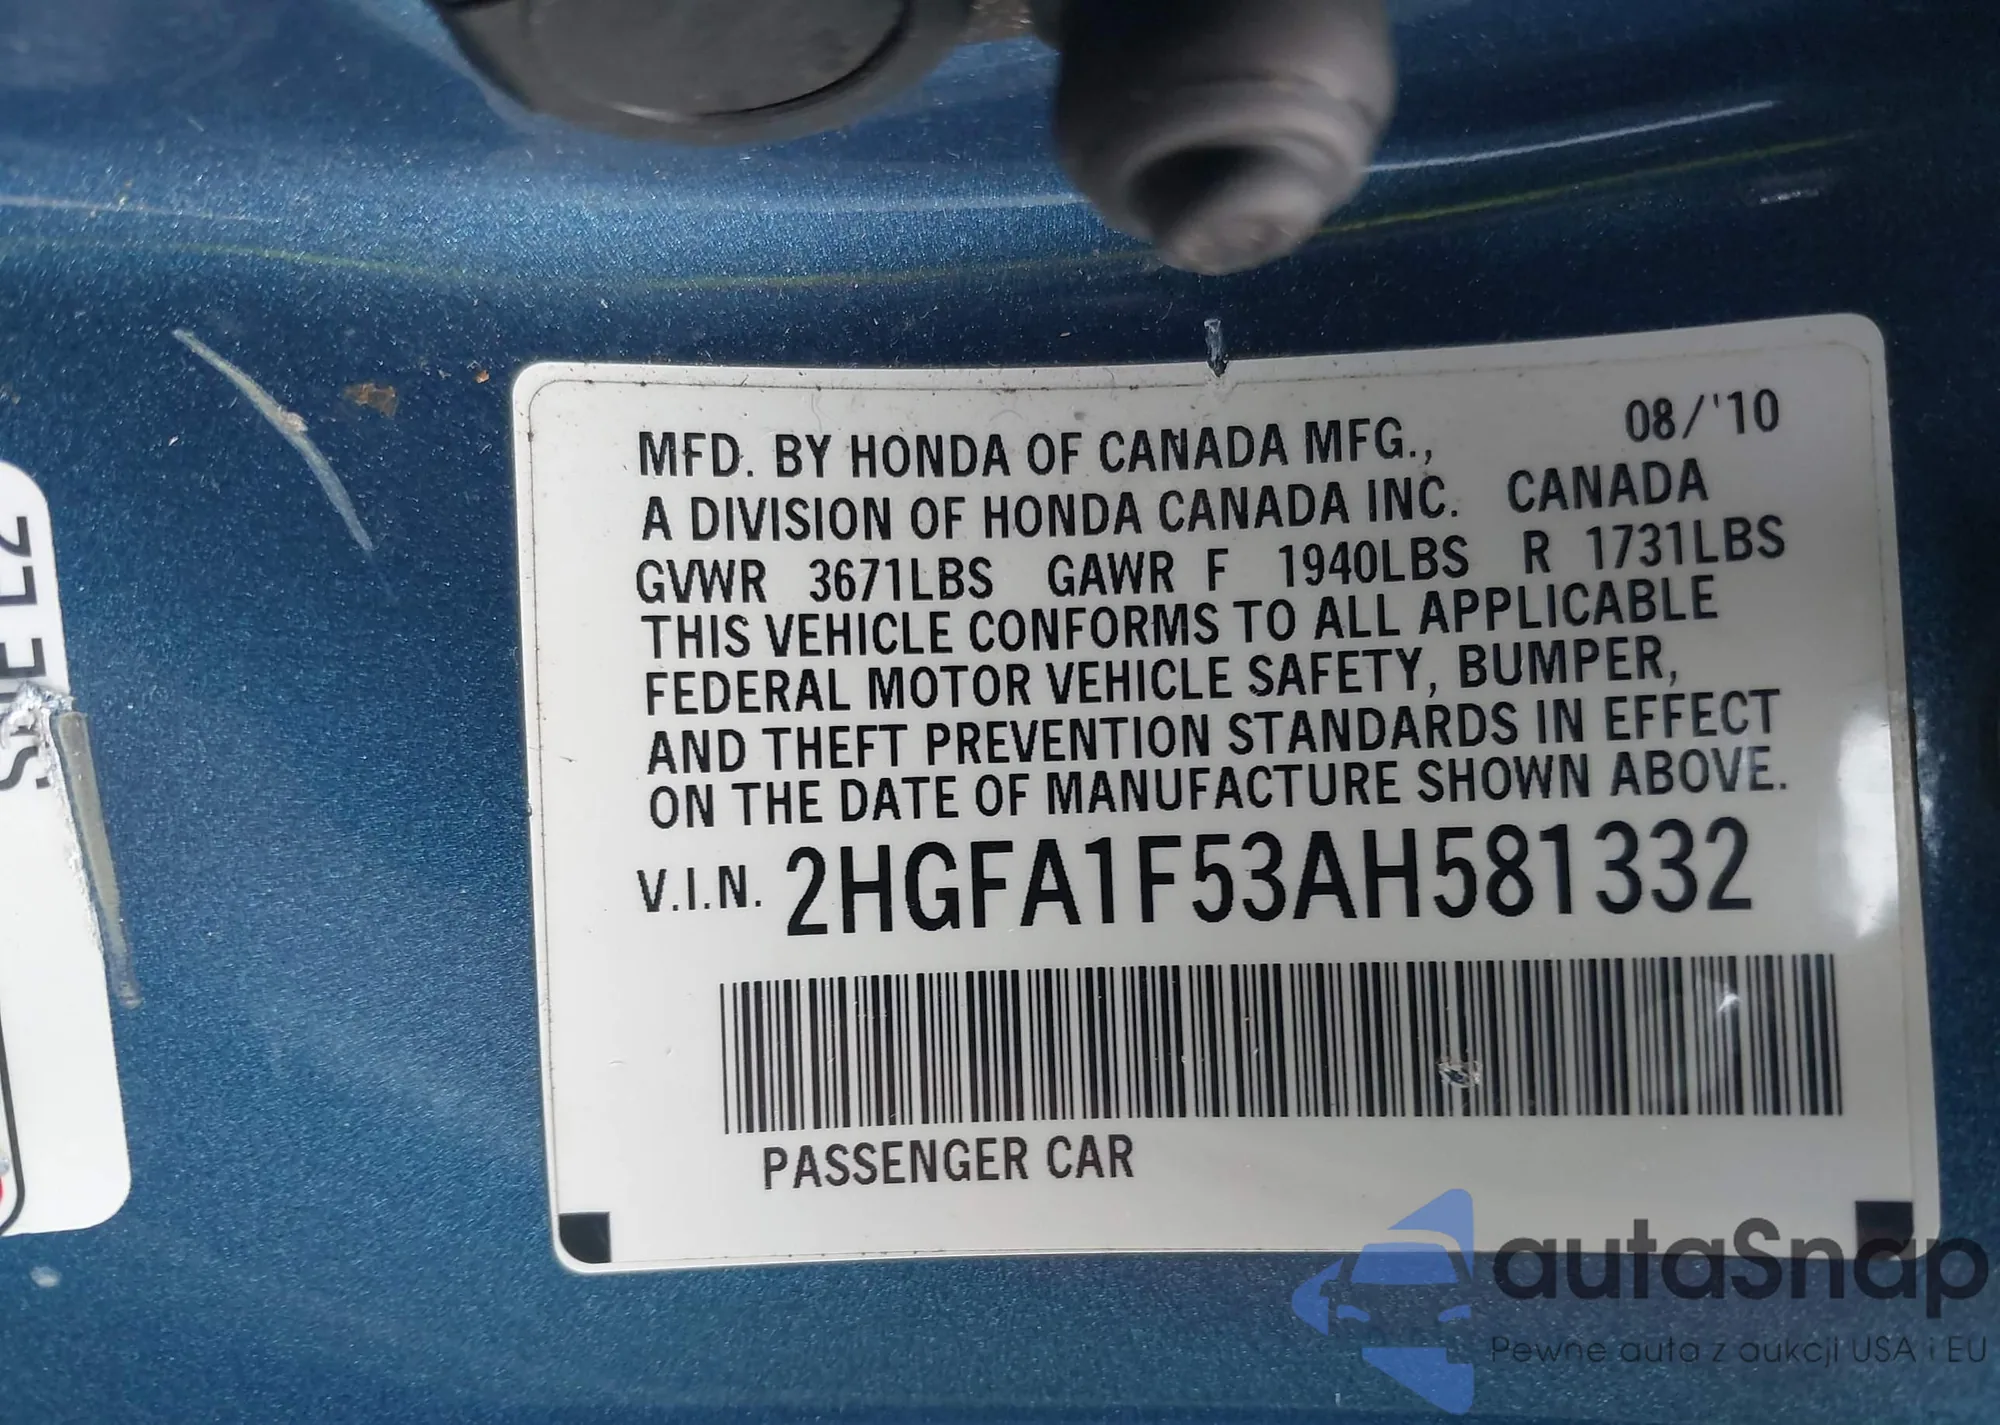 08/'10
MFD. BY HONDA OF CANADA MFG.,
A DIVISION OF HONDA CANADA INC. CANADA
GVWR 3671LBS GAWR F 1940LBS R 1731LBS
THIS VEHICLE CONFORMS TO ALL APPLICABLE
FEDERAL MOTOR VEHICLE SAFETY, BUMPER,
AND THEFT PREVENTION STANDARDS IN EFFECT
ON THE DATE OF MANUFACTURE SHOWN ABOVE.
V.I.N. 2HGFA1F53AH581332
PASSENGER CAR
autaSnap
Pewne auta z aukcji USA i EU